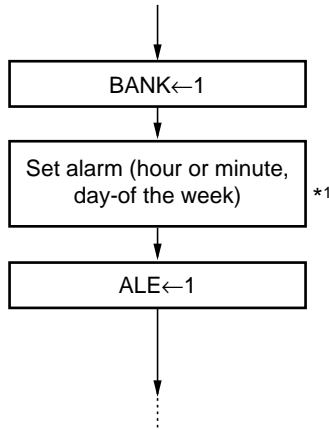 BANK←1
Set alarm (hour or minute,
day-of the week)
*1
ALE←1